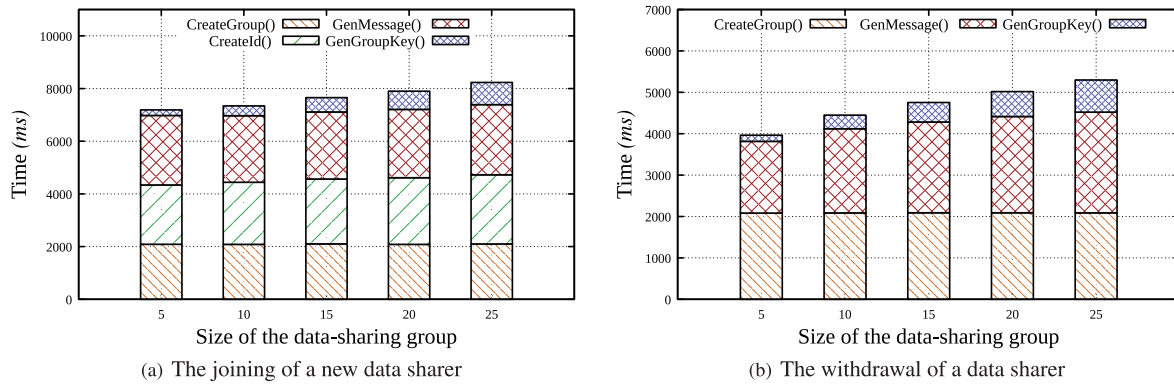 CreateGroup() GenMessage()
CreateId() GenGroupKey()
10000
8000
6000
4000
2000
0
Time (ms)
5 10 15 20 25
Size of the data-sharing group
(a) The joining of a new data sharer
CreateGroup() GenMessage() GenGroupKey()
7000
6000
5000
4000
3000
2000
1000
0
Time (ms)
5 10 15 20 25
Size of the data-sharing group
(b) The withdrawal of a data sharer